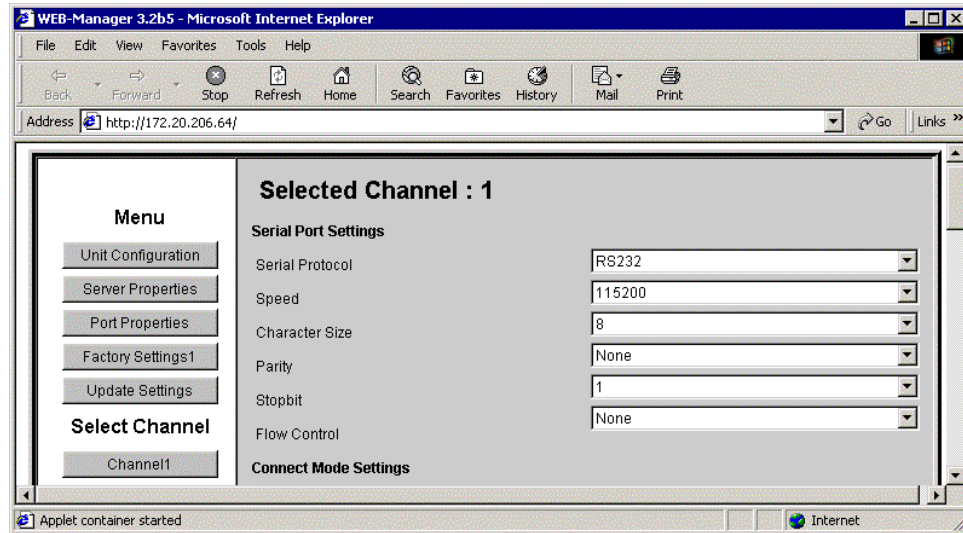 WEB-Manager 3.2b5 - Microsoft Internet Explorer
File Edit View Favorites Tools Help
Back Forward Stop Refresh Home Search Favorites History Mail Print
Address http://172.20.206.64/ Go Links »
Menu
Unit Configuration
Server Properties
Port Properties
Factory Settings1
Update Settings
Select Channel
Channel1
Selected Channel : 1
Serial Port Settings
Serial Protocol RS232
Speed 115200
Character Size 8
Parity None
Stopbit 1
Flow Control None
Connect Mode Settings
Applet container started Internet